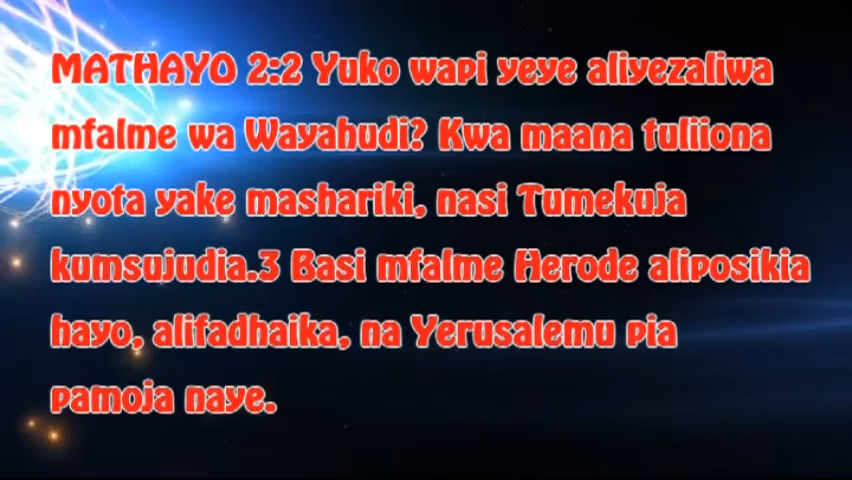 MATHAYO 2:2 Yuko wapi yeye aliyezaliwa
mfalme wa Wayahudi? Kwa maana tuliiona
nyota yake mashariki, nasi Tumekuja
kumsujudia.3 Basi mfalme Herode aliposikia
hayo, alifadhaika, na Yerusalemu pia
pamoja naye.